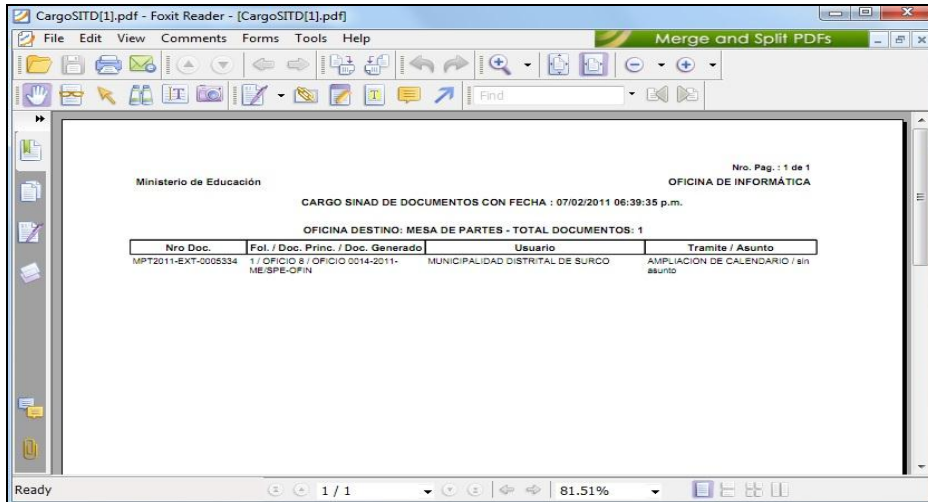 CargoSITD[1].pdf - Foxit Reader - [CargoSITD[1].pdf]
File Edit View Comments Forms Tools Help
Merge and Split PDFs
Find
Nro. Pag. : 1 de 1
Ministerio de Educación OFICINA DE INFORMÁTICA
CARGO SINAD DE DOCUMENTOS CON FECHA : 07/02/2011 06:39:35 p.m.
OFICINA DESTINO: MESA DE PARTES - TOTAL DOCUMENTOS: 1
Nro Doc. Fol. / Doc. Princ. / Doc. Generado Usuario Tramite / Asunto
MPT2011-EXT-0005334 1 / OFICIO 8 / OFICIO 0014-2011- MUNICIPALIDAD DISTRITAL DE SURCO AMPLIACION DE CALENDARIO / sin
ME/SPE-OFIN asunto
Ready 1 / 1 81.51%